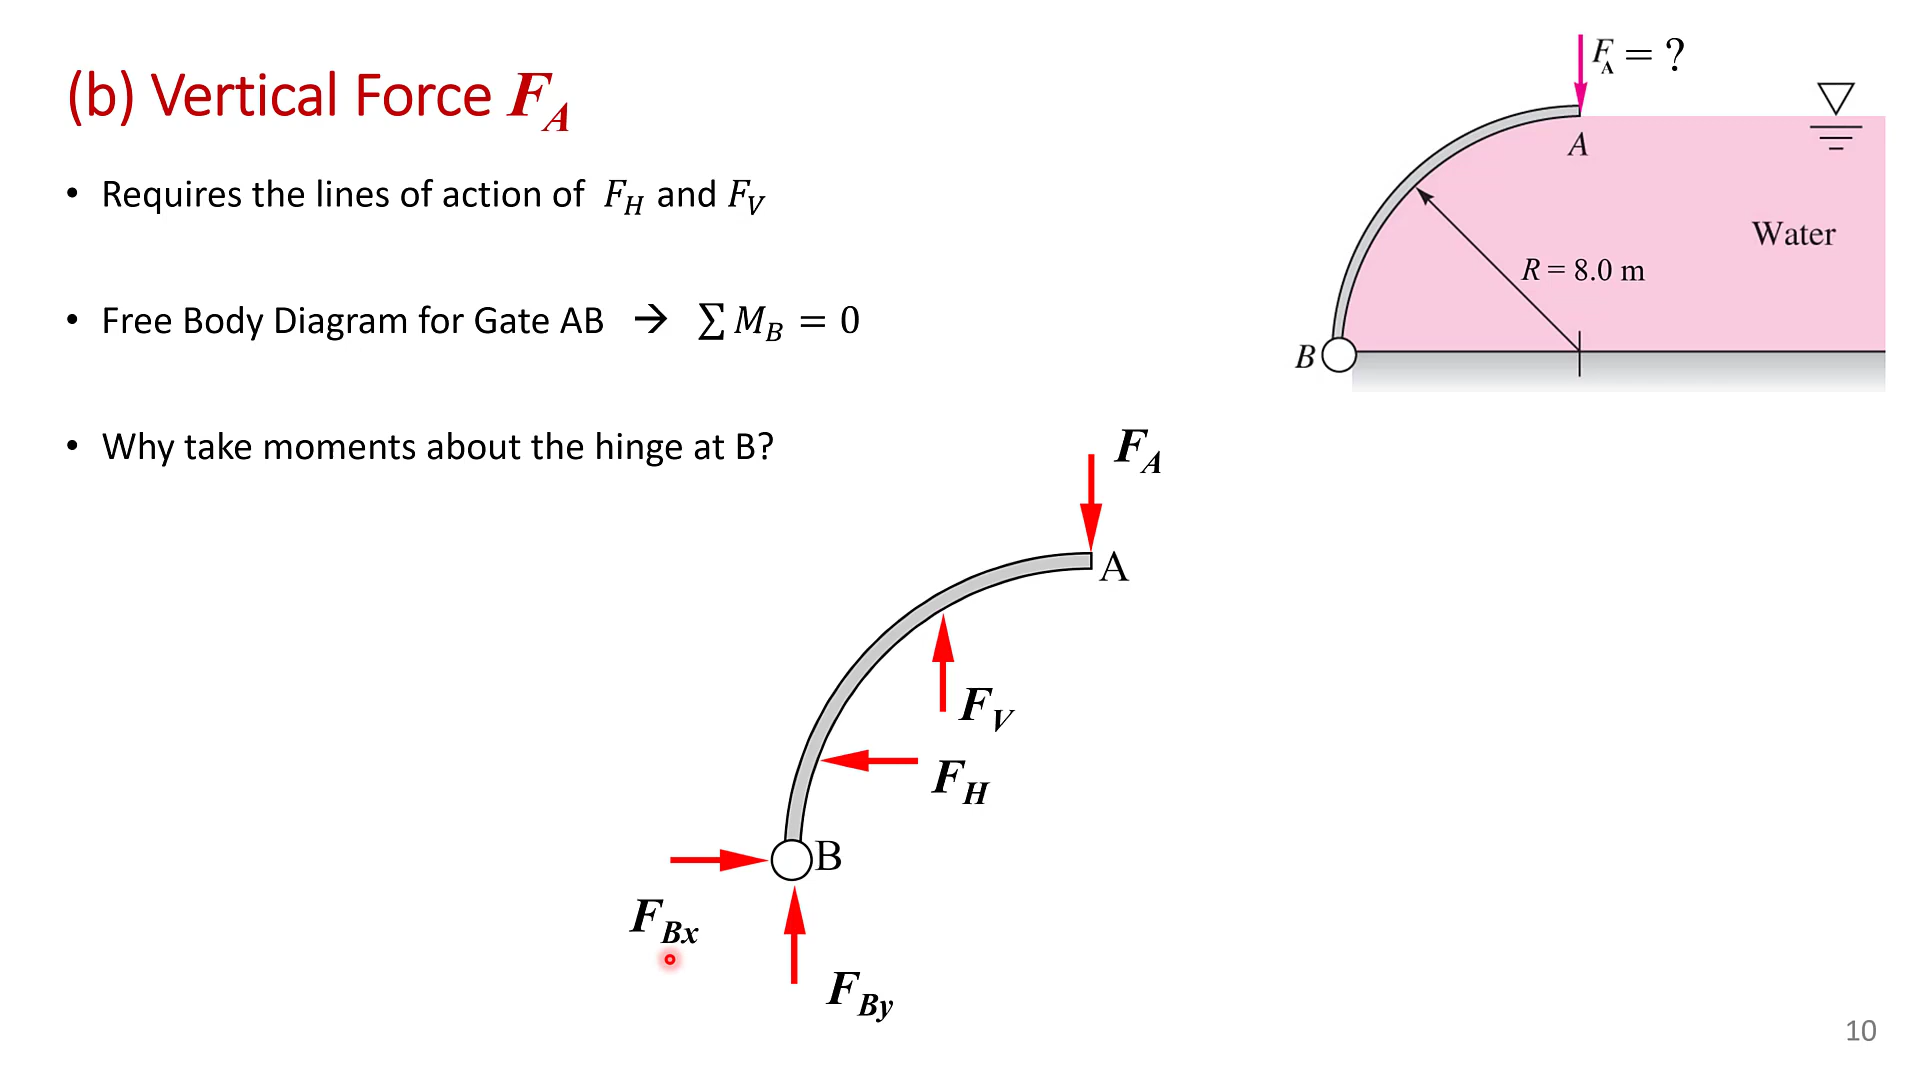 (b) Vertical Force F_A
• Requires the lines of action of F_H and F_V
• Free Body Diagram for Gate AB → ∑ M_B = 0
• Why take moments about the hinge at B?
F_A = ?
A
Water
R = 8.0 m
B
F_A
A
F_V
F_H
B
F_Bx
F_By
10